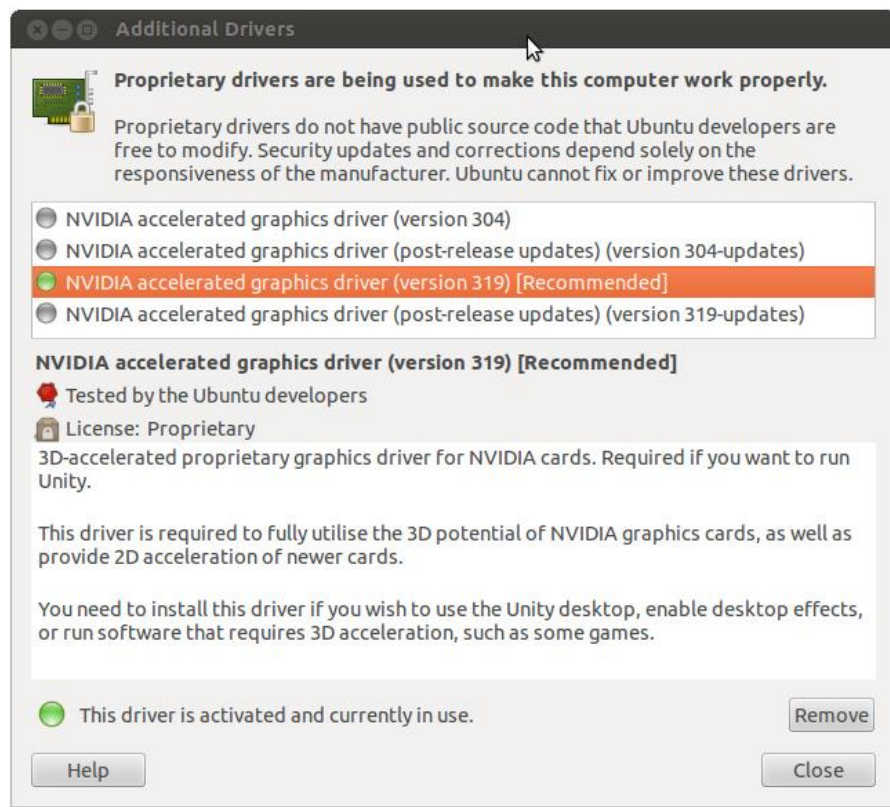 Additional Drivers
Proprietary drivers are being used to make this computer work properly.
Proprietary drivers do not have public source code that Ubuntu developers are
free to modify. Security updates and corrections depend solely on the
responsiveness of the manufacturer. Ubuntu cannot fix or improve these drivers.
NVIDIA accelerated graphics driver (version 304)
NVIDIA accelerated graphics driver (post-release updates) (version 304-updates)
NVIDIA accelerated graphics driver (version 319) [Recommended]
NVIDIA accelerated graphics driver (post-release updates) (version 319-updates)
NVIDIA accelerated graphics driver (version 319) [Recommended]
Tested by the Ubuntu developers
License: Proprietary
3D-accelerated proprietary graphics driver for NVIDIA cards. Required if you want to run
Unity.
This driver is required to fully utilise the 3D potential of NVIDIA graphics cards, as well as
provide 2D acceleration of newer cards.
You need to install this driver if you wish to use the Unity desktop, enable desktop effects,
or run software that requires 3D acceleration, such as some games.
This driver is activated and currently in use.
Remove
Help
Close